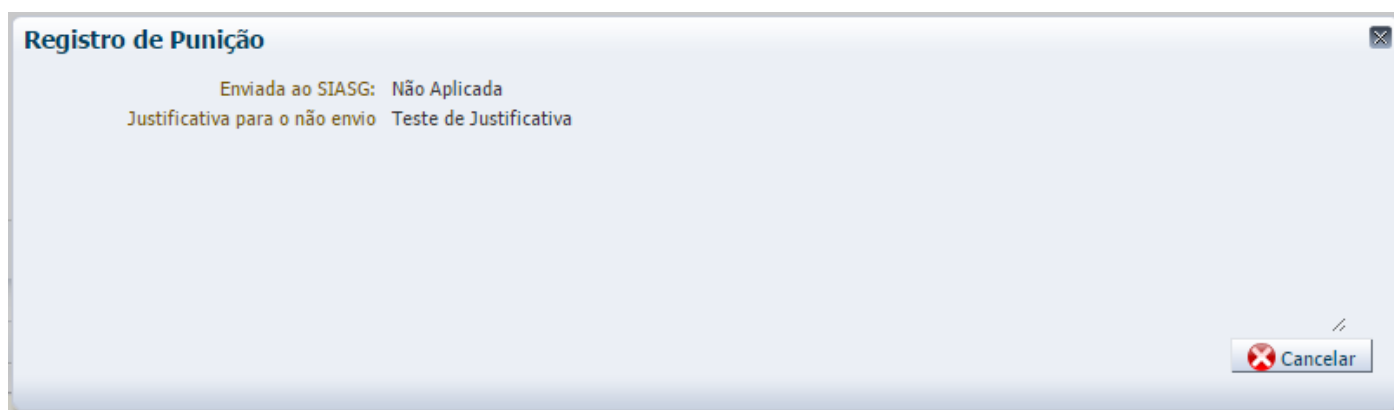 Registro de Punição
Enviada ao SIASG: Não Aplicada
Justificativa para o não envio Teste de Justificativa
Cancelar